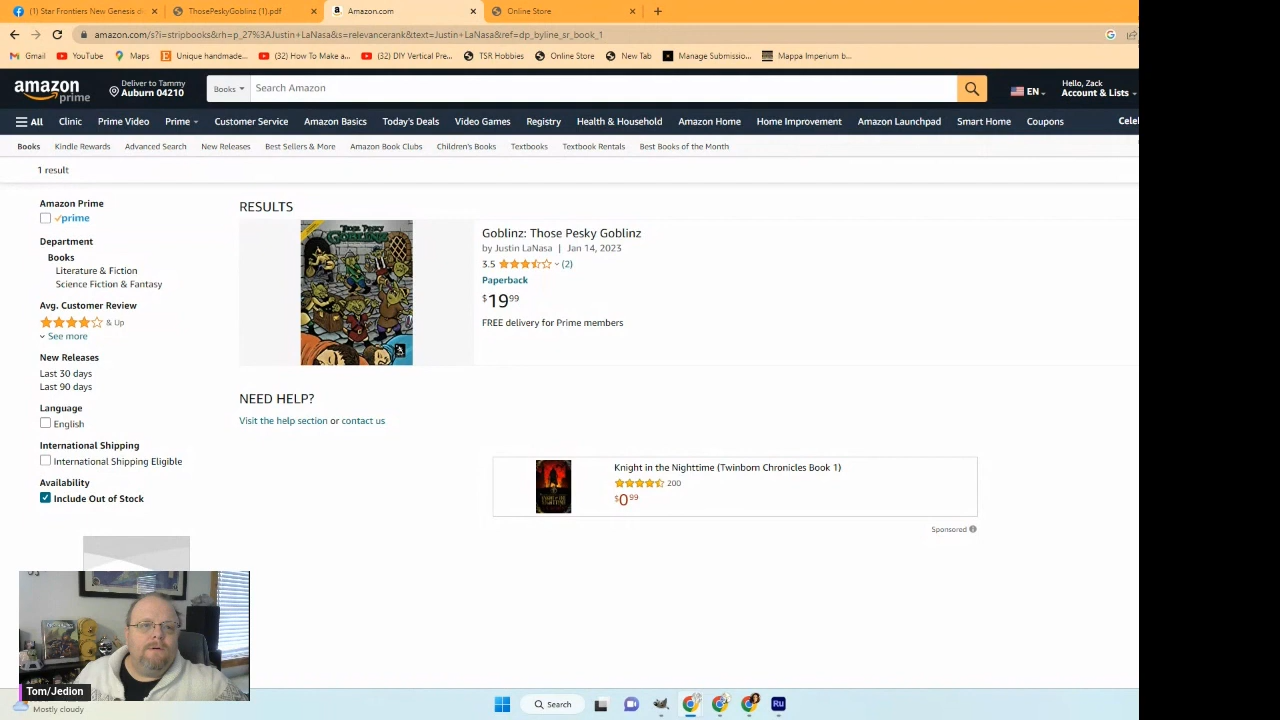 (1) Star Frontiers New Genesis di
ThosePeskyGoblinz (1).pdf
Amazon.com
Online Store
amazon.com/s?i=stripbooks&rh=p_27%3AJustin+LaNasa&s=relevancerank&text=Justin+LaNasa&ref=dp_byline_sr_book_1
Gmail
YouTube
Maps
Unique handmade...
(32) How To Make a...
(32) DIY Vertical Pre...
TSR Hobbies
Online Store
New Tab
Manage Submissio...
Mappa Imperium b...
amazon
prime
Deliver to Tammy
Auburn 04210
Books
Search Amazon
EN
Hello, Zack
Account & Lists
All
Clinic
Prime Video
Prime
Customer Service
Amazon Basics
Today's Deals
Video Games
Registry
Health & Household
Amazon Home
Home Improvement
Amazon Launchpad
Smart Home
Coupons
Celel
Books
Kindle Rewards
Advanced Search
New Releases
Best Sellers & More
Amazon Book Clubs
Children's Books
Textbooks
Textbook Rentals
Best Books of the Month
1 result
Amazon Prime
prime
Department
Books
Literature & Fiction
Science Fiction & Fantasy
Avg. Customer Review
& Up
See more
New Releases
Last 30 days
Last 90 days
Language
English
International Shipping
International Shipping Eligible
Availability
Include Out of Stock
RESULTS
Those Pesky
GOBLINZ
Goblinz: Those Pesky Goblinz
by Justin LaNasa | Jan 14, 2023
3.5 (2)
Paperback
$19.99
FREE delivery for Prime members
NEED HELP?
Visit the help section or contact us
Knight in the Nighttime (Twinborn Chronicles Book 1)
200
$0.99
Sponsored
Tom/Jedion
Mostly cloudy
Search
Ru